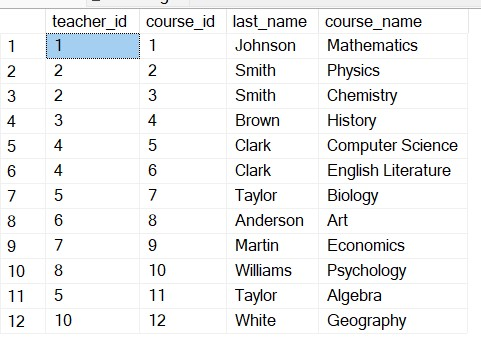 teacher_id course_id last_name course_name
1 1 1 Johnson Mathematics
2 2 2 Smith Physics
3 2 3 Smith Chemistry
4 3 4 Brown History
5 4 5 Clark Computer Science
6 4 6 Clark English Literature
7 5 7 Taylor Biology
8 6 8 Anderson Art
9 7 9 Martin Economics
10 8 10 Williams Psychology
11 5 11 Taylor Algebra
12 10 12 White Geography